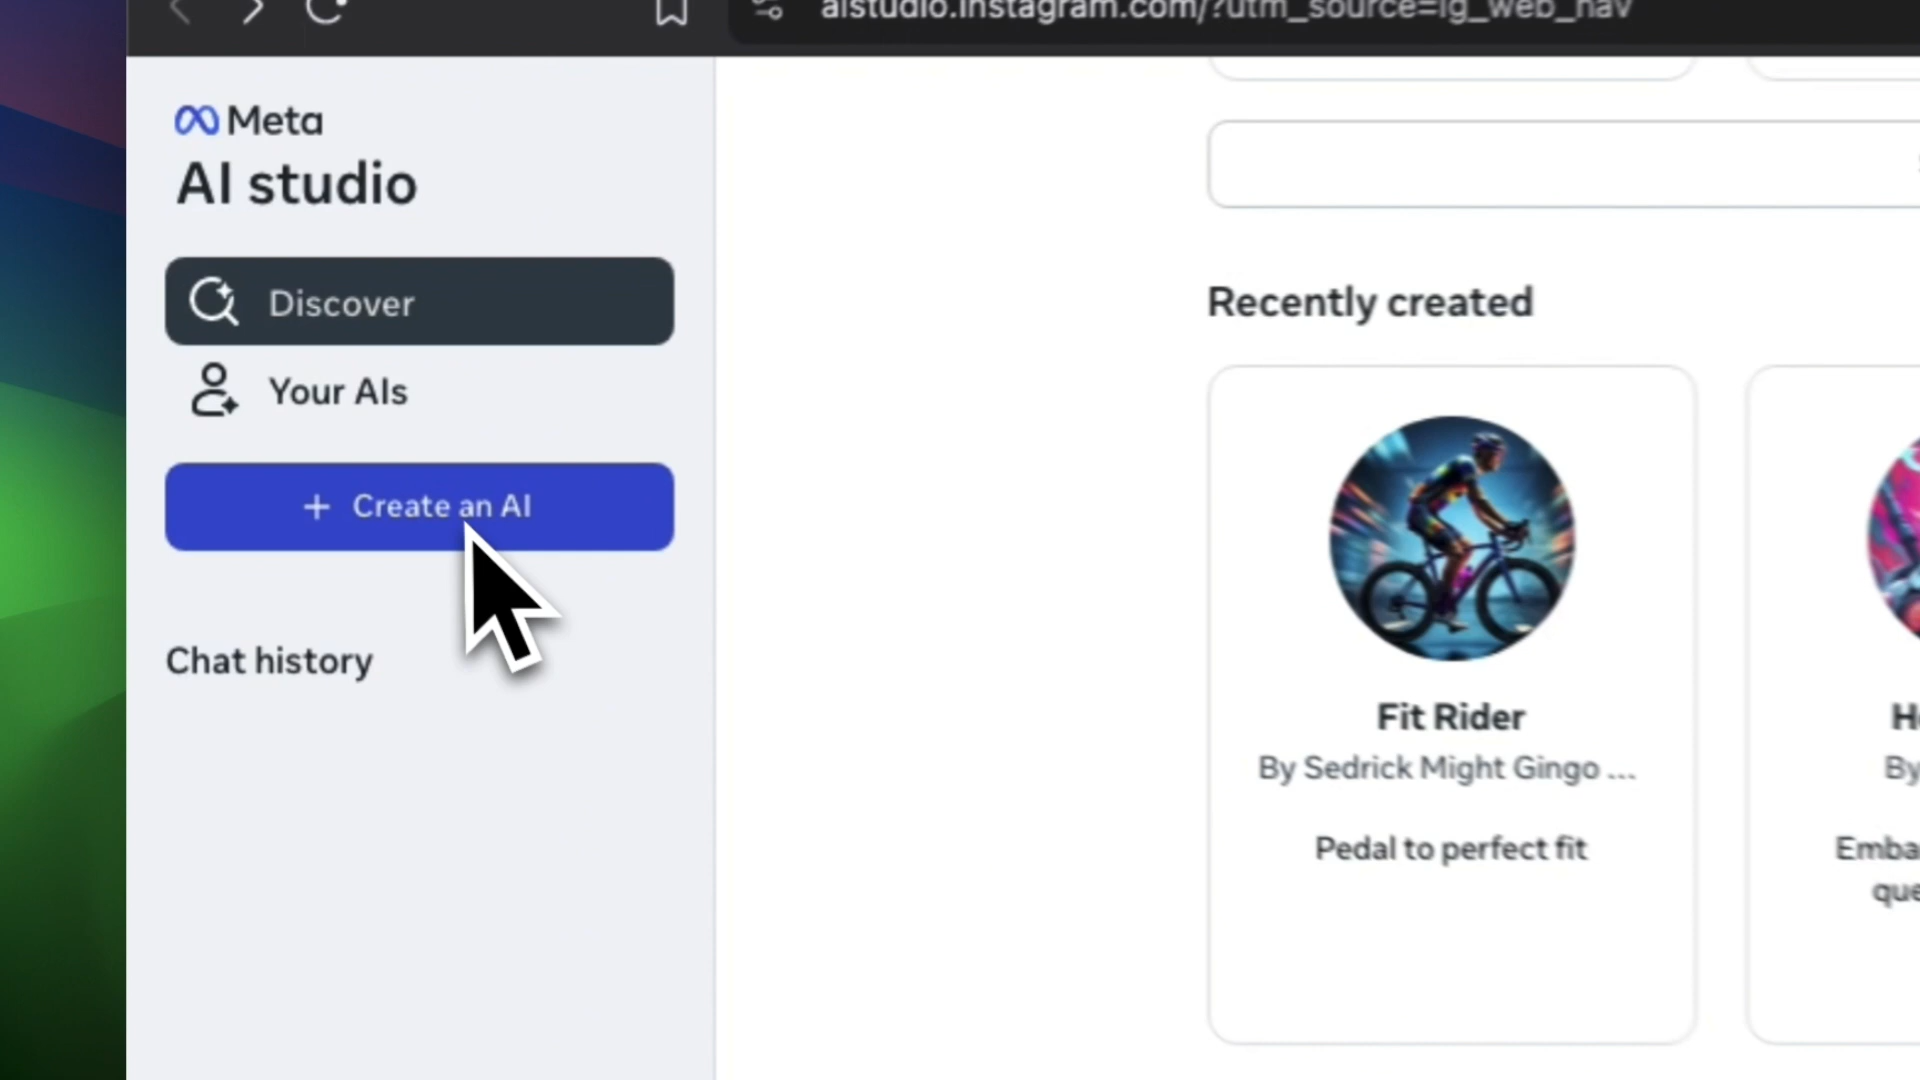 aistudio.instagram.com/?utm_source=ig_web_nav
Meta
AI studio
Discover
Your AIs
+ Create an AI
Chat history
Recently created
Fit Rider
By Sedrick Might Gingo ...
Pedal to perfect fit
By